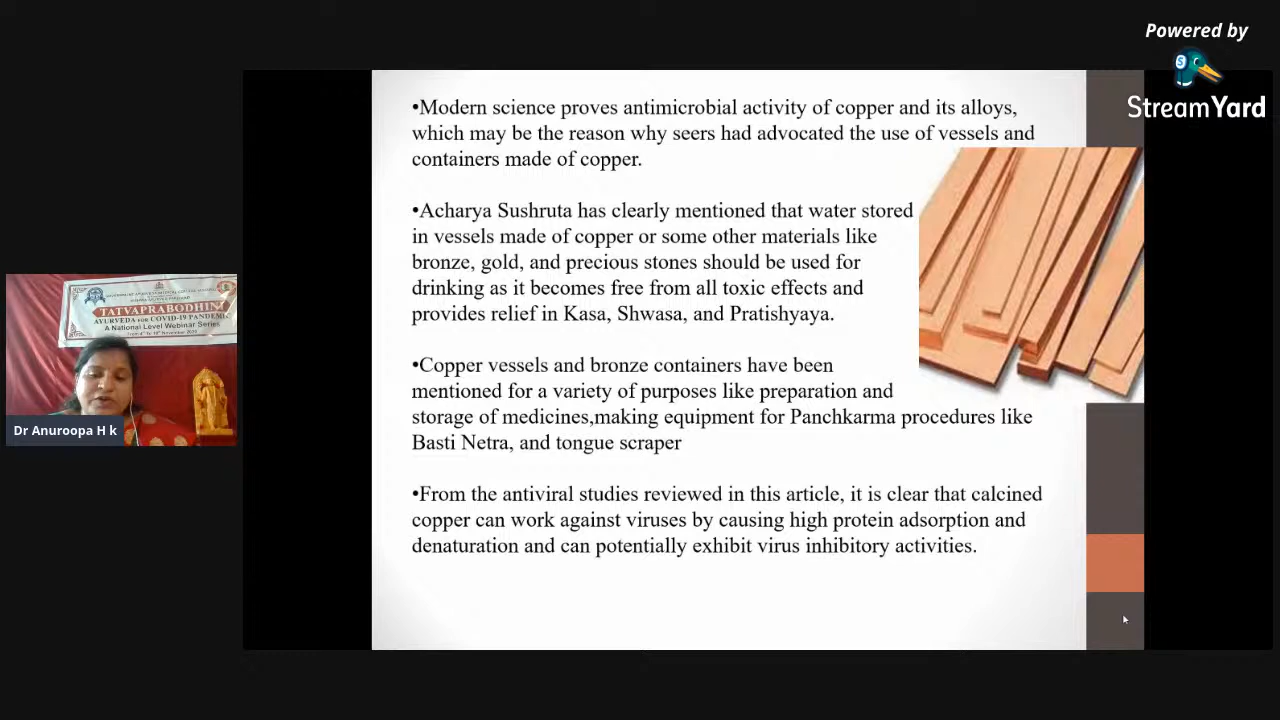 Powered by
StreamYard
•Modern science proves antimicrobial activity of copper and its alloys,
which may be the reason why seers had advocated the use of vessels and
containers made of copper.
•Acharya Sushruta has clearly mentioned that water stored
in vessels made of copper or some other materials like
bronze, gold, and precious stones should be used for
drinking as it becomes free from all toxic effects and
provides relief in Kasa, Shwasa, and Pratishyaya.
•Copper vessels and bronze containers have been
mentioned for a variety of purposes like preparation and
storage of medicines,making equipment for Panchkarma procedures like
Basti Netra, and tongue scraper
•From the antiviral studies reviewed in this article, it is clear that calcined
copper can work against viruses by causing high protein adsorption and
denaturation and can potentially exhibit virus inhibitory activities.
TATVAPRABODHINI
AYURVEDA FOR COVID-19 PANDEMIC
A National Level Webinar Series
Dr Anuroopa H k